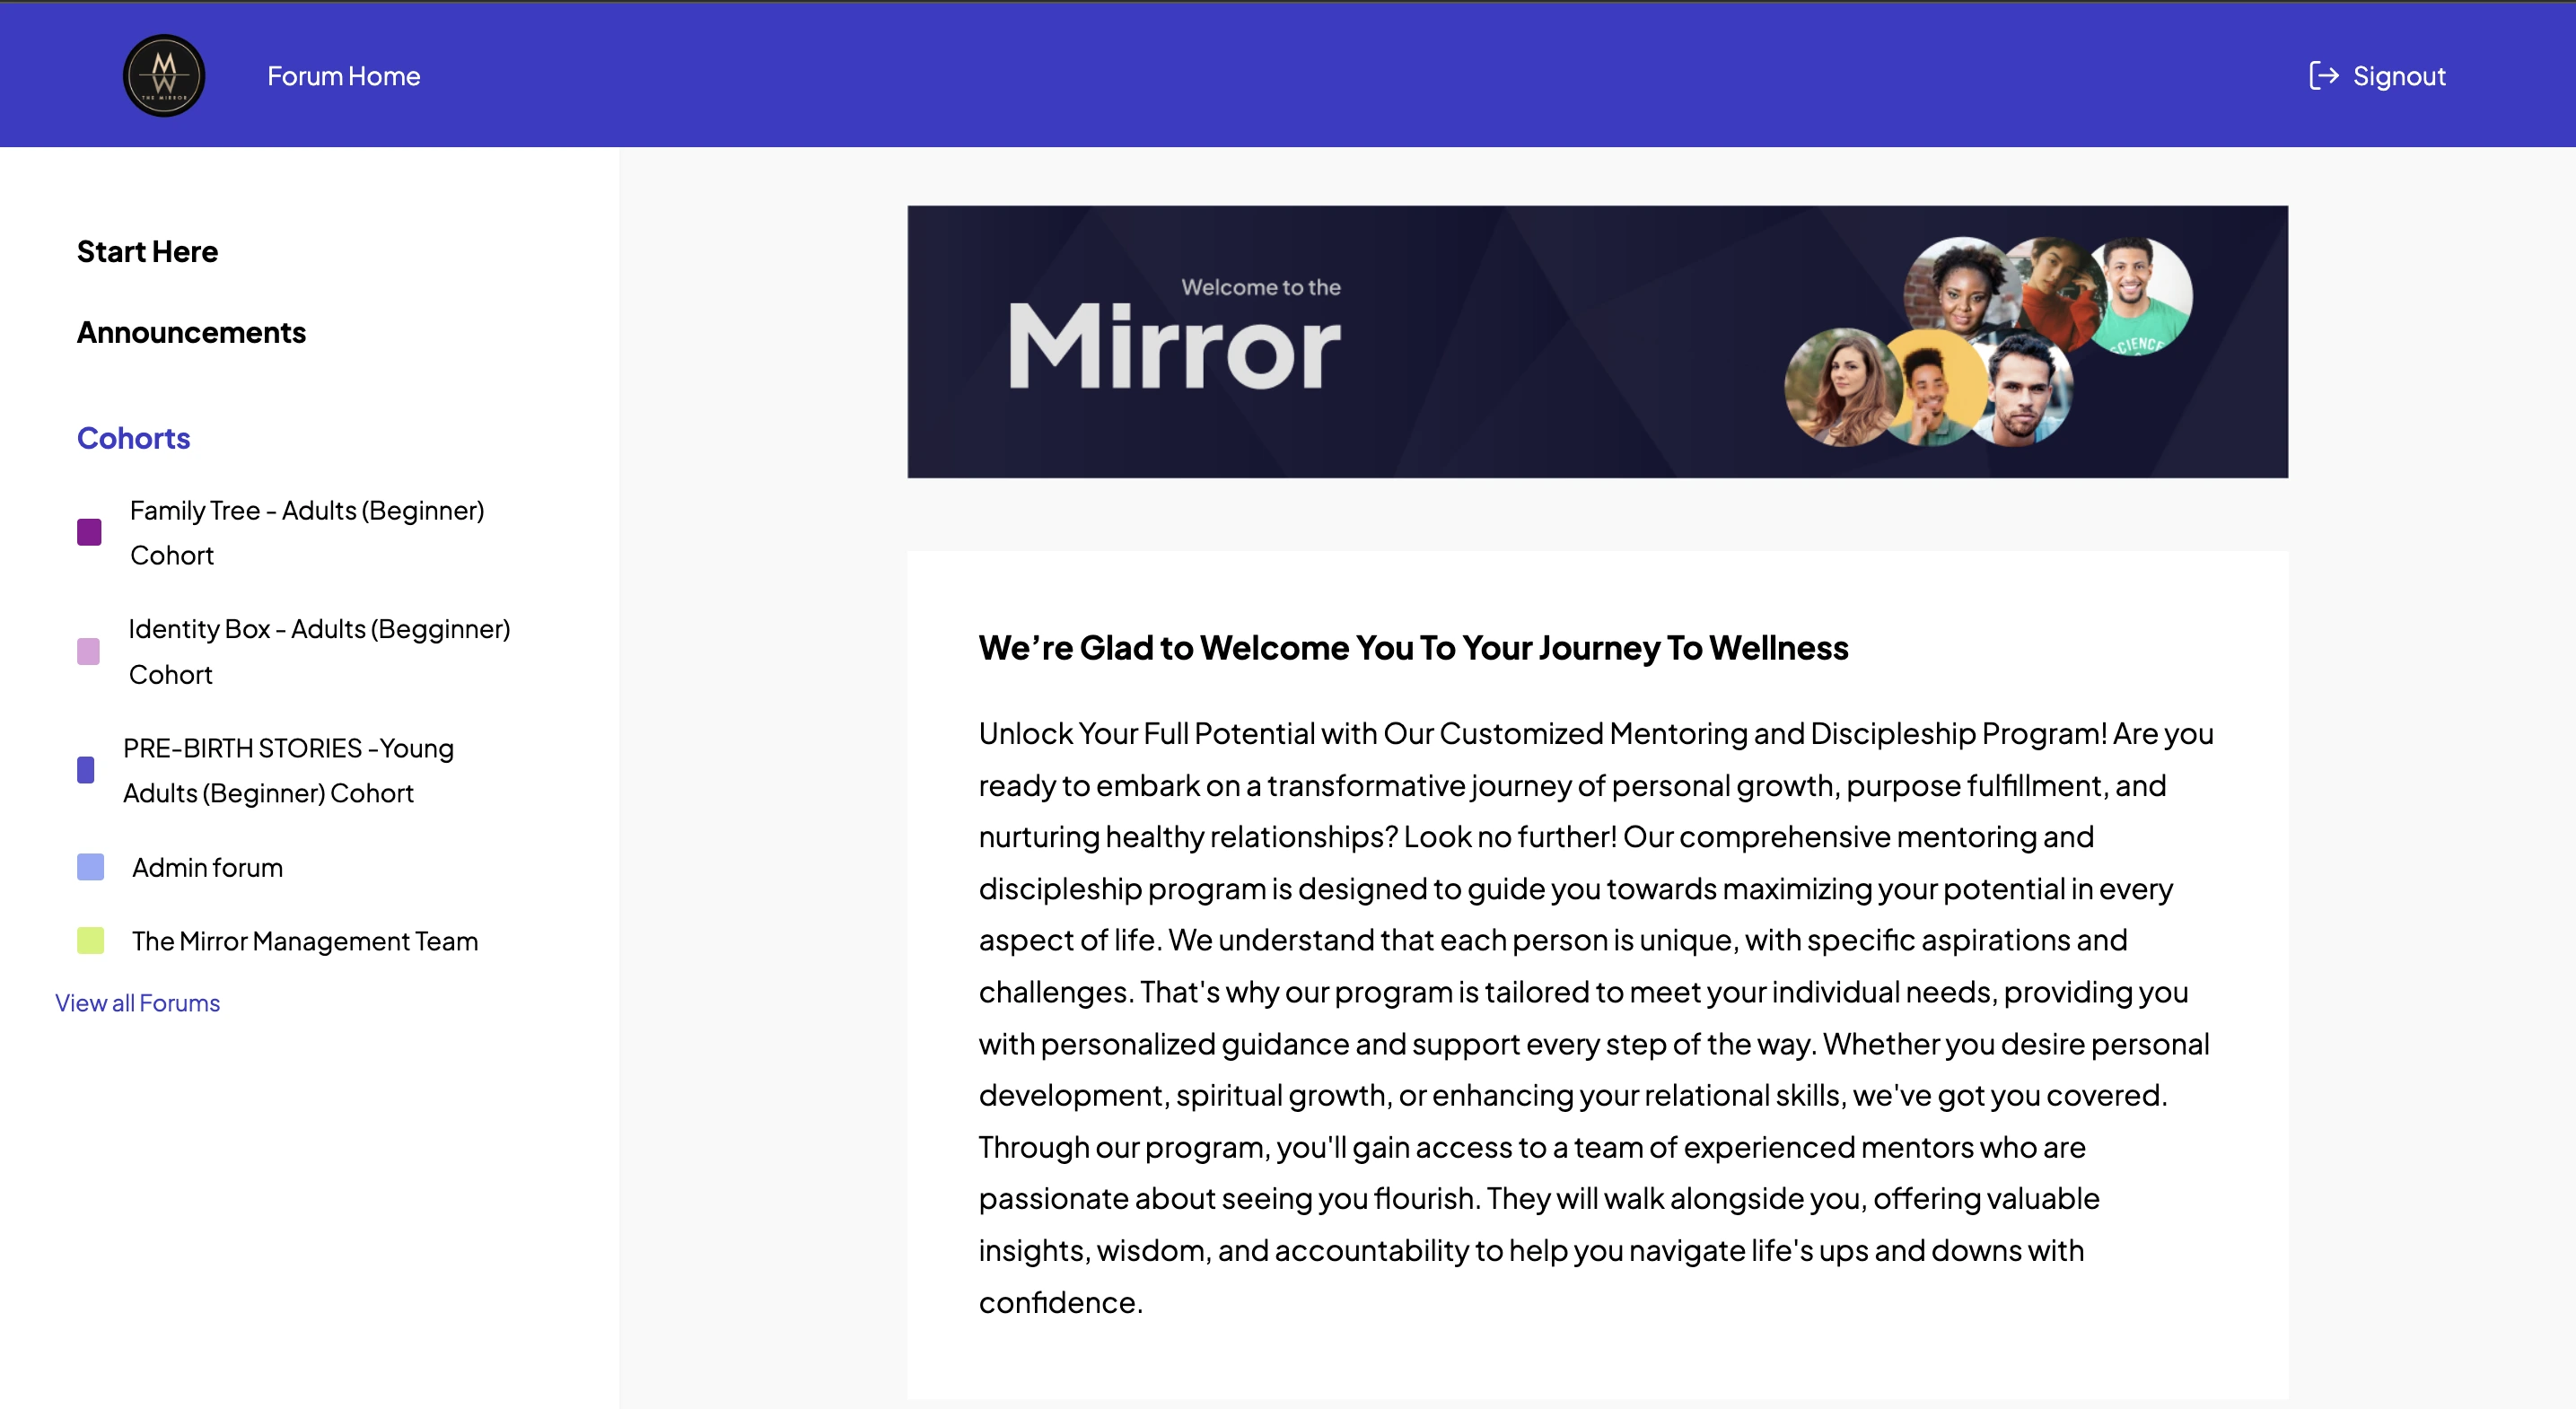 MW
THE MIRROR
Forum Home
Signout
Start Here
Announcements
Cohorts
Family Tree - Adults (Beginner)
Cohort
Identity Box - Adults (Begginner)
Cohort
PRE-BIRTH STORIES -Young
Adults (Beginner) Cohort
Admin forum
The Mirror Management Team
View all Forums
Welcome to the
Mirror
SCIENCE
We’re Glad to Welcome You To Your Journey To Wellness
Unlock Your Full Potential with Our Customized Mentoring and Discipleship Program! Are you
ready to embark on a transformative journey of personal growth, purpose fulfillment, and
nurturing healthy relationships? Look no further! Our comprehensive mentoring and
discipleship program is designed to guide you towards maximizing your potential in every
aspect of life. We understand that each person is unique, with specific aspirations and
challenges. That's why our program is tailored to meet your individual needs, providing you
with personalized guidance and support every step of the way. Whether you desire personal
development, spiritual growth, or enhancing your relational skills, we've got you covered.
Through our program, you'll gain access to a team of experienced mentors who are
passionate about seeing you flourish. They will walk alongside you, offering valuable
insights, wisdom, and accountability to help you navigate life's ups and downs with
confidence.